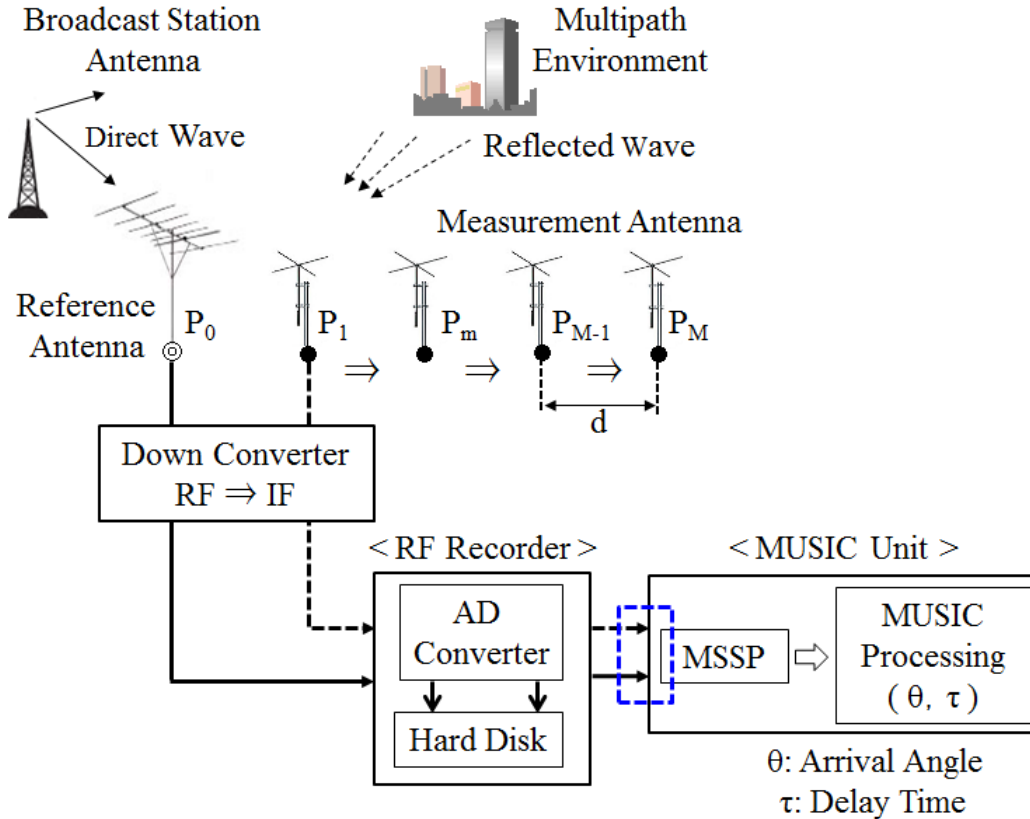 Broadcast Station
Antenna
Multipath
Environment
Direct Wave
Reflected Wave
Measurement Antenna
Reference
Antenna
P0
P1
Pm
PM-1
PM
⇒ ⇒ ⇒
d
Down Converter
RF ⇒ IF
< RF Recorder >
< MUSIC Unit >
AD
Converter
Hard Disk
MSSP
MUSIC
Processing
( θ, τ )
θ: Arrival Angle
τ: Delay Time